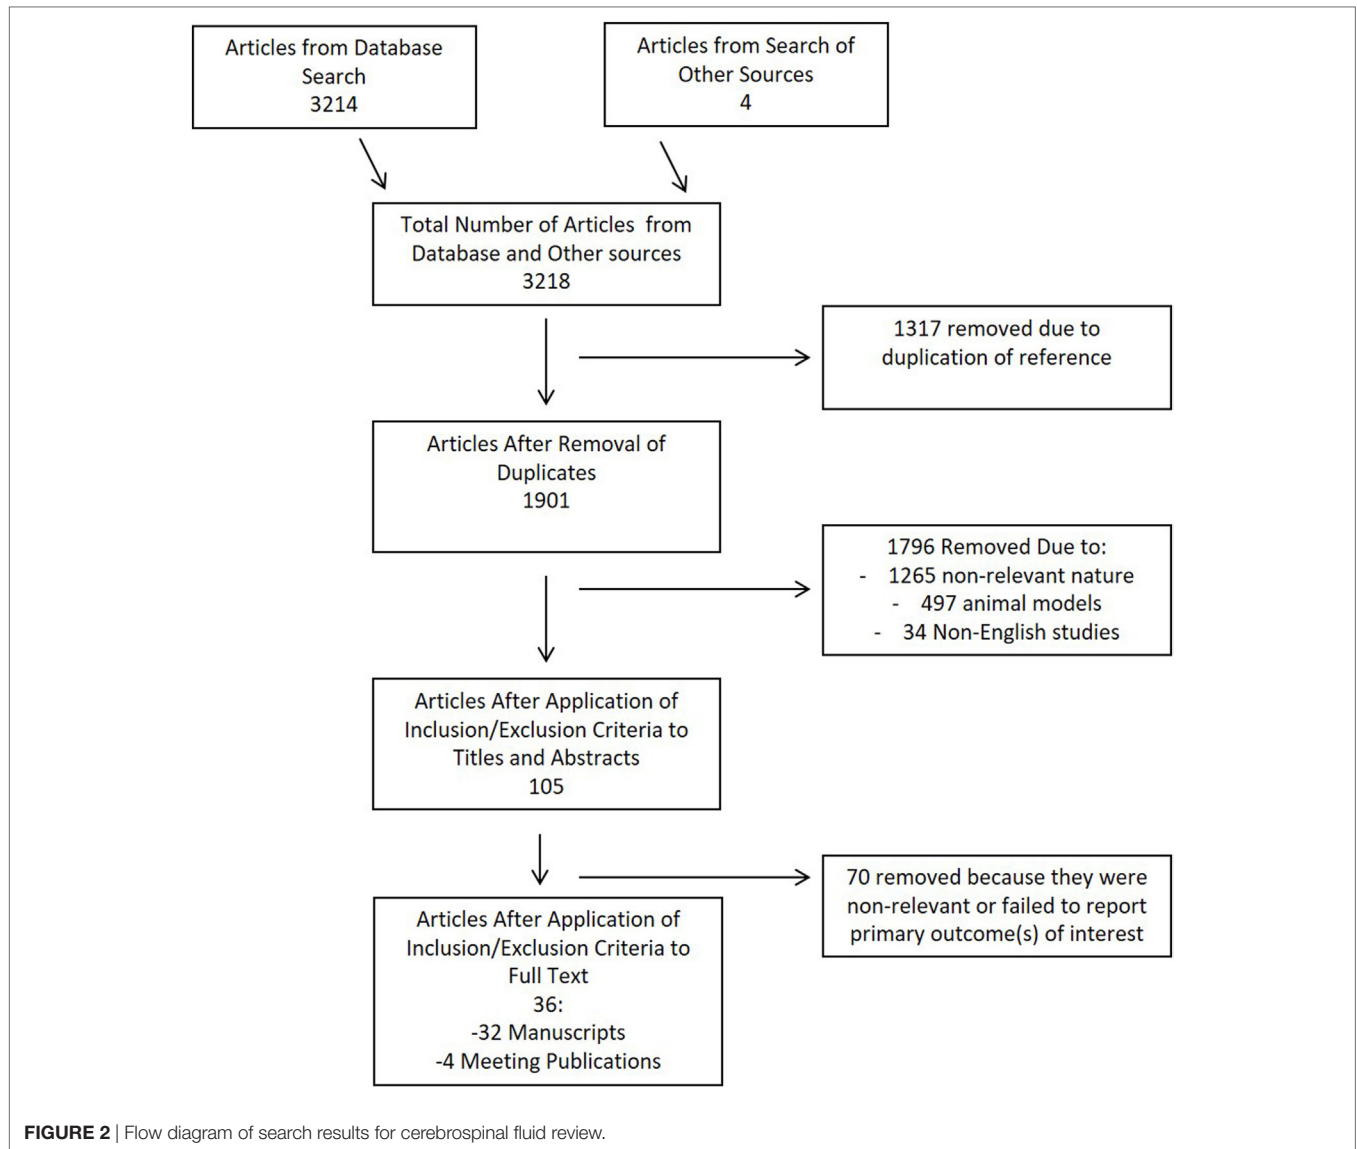 Articles from Database
Search
3214
Articles from Search of
Other Sources
4
Total Number of Articles from
Database and Other sources
3218
1317 removed due to
duplication of reference
Articles After Removal of
Duplicates
1901
1796 Removed Due to:
- 1265 non-relevant nature
- 497 animal models
- 34 Non-English studies
Articles After Application of
Inclusion/Exclusion Criteria to
Titles and Abstracts
105
70 removed because they were
non-relevant or failed to report
primary outcome(s) of interest
Articles After Application of
Inclusion/Exclusion Criteria to
Full Text
36:
-32 Manuscripts
-4 Meeting Publications
FIGURE 2 | Flow diagram of search results for cerebrospinal fluid review.